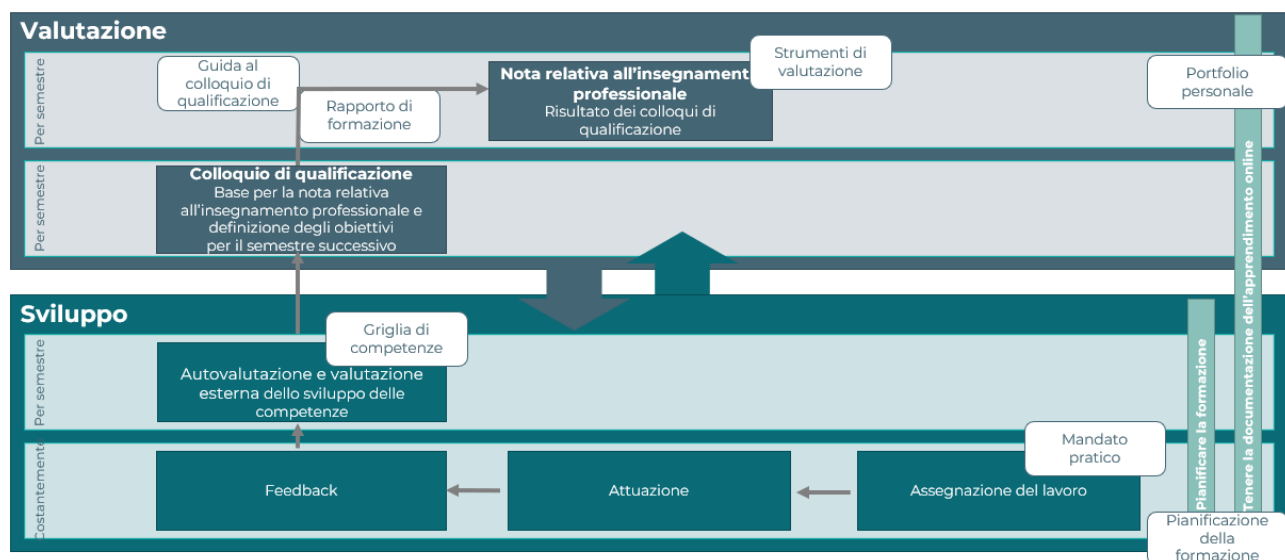 Valutazione
Per semestre
Guida al
colloquio di
qualificazione
Rapporto di
formazione
Nota relativa all'insegnament
professionale
Risultato dei colloqui di
qualificazione
Strumenti di
valutazione
Portfolio
personale
Per semestre
Colloquio di qualificazione
Base per la nota relativa
all'insegnamento professionale e
definizione degli obiettivi
per il semestre successivo
Sviluppo
Per semestre
Griglia di
competenze
Autovalutazione e valutazione
esterna dello sviluppo delle
competenze
Costantemente
Feedback
Attuazione
Assegnazione del lavoro
Mandato
pratico
Pianificare la formazione
Tenere la documentazione dell'apprendimento online
Pianificazione
della
formazione